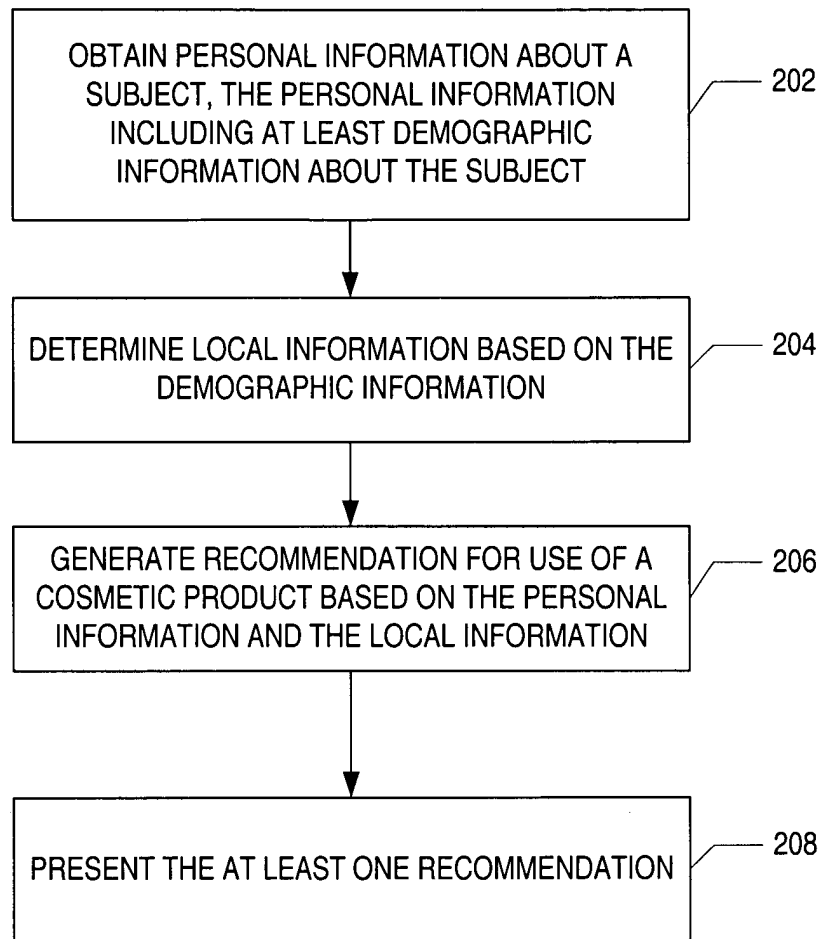 OBTAIN PERSONAL INFORMATION ABOUT A
SUBJECT, THE PERSONAL INFORMATION
INCLUDING AT LEAST DEMOGRAPHIC
INFORMATION ABOUT THE SUBJECT
202
DETERMINE LOCAL INFORMATION BASED ON THE
DEMOGRAPHIC INFORMATION
204
GENERATE RECOMMENDATION FOR USE OF A
COSMETIC PRODUCT BASED ON THE PERSONAL
INFORMATION AND THE LOCAL INFORMATION
206
PRESENT THE AT LEAST ONE RECOMMENDATION
208